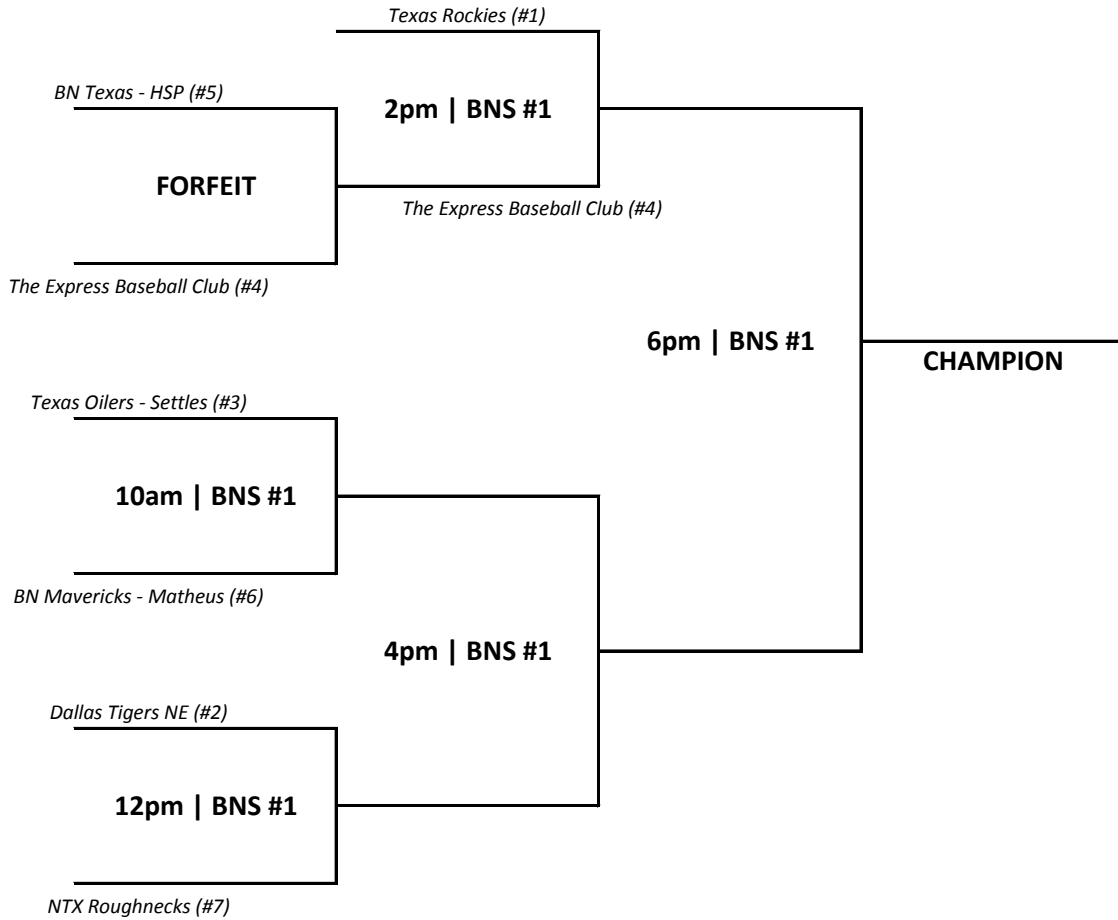 Texas Rockies (#1)
BN Texas - HSP (#5)
2pm | BNS #1
FORFEIT
The Express Baseball Club (#4)
The Express Baseball Club (#4)
6pm | BNS #1
CHAMPION
Texas Oilers - Settles (#3)
10am | BNS #1
BN Mavericks - Matheus (#6)
4pm | BNS #1
Dallas Tigers NE (#2)
12pm | BNS #1
NTX Roughnecks (#7)